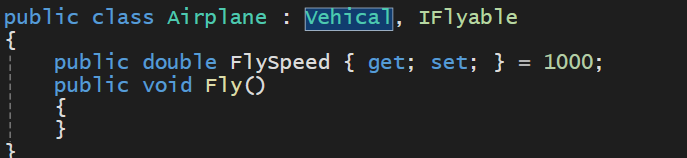 public class Airplane : Vehical, IFlyable
{
    public double FlySpeed { get; set; } = 1000;
    public void Fly()
    {
    }
}